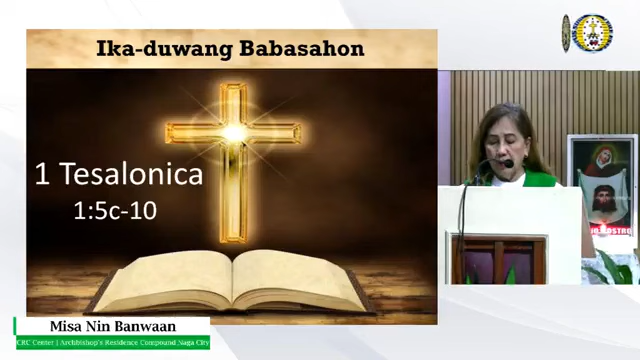 Ika-duwang Babasahon
1 Tesalonica
1:5c-10
Misa Nin Banwaan
CRC Center | Archbishop's Residence Compound Naga City